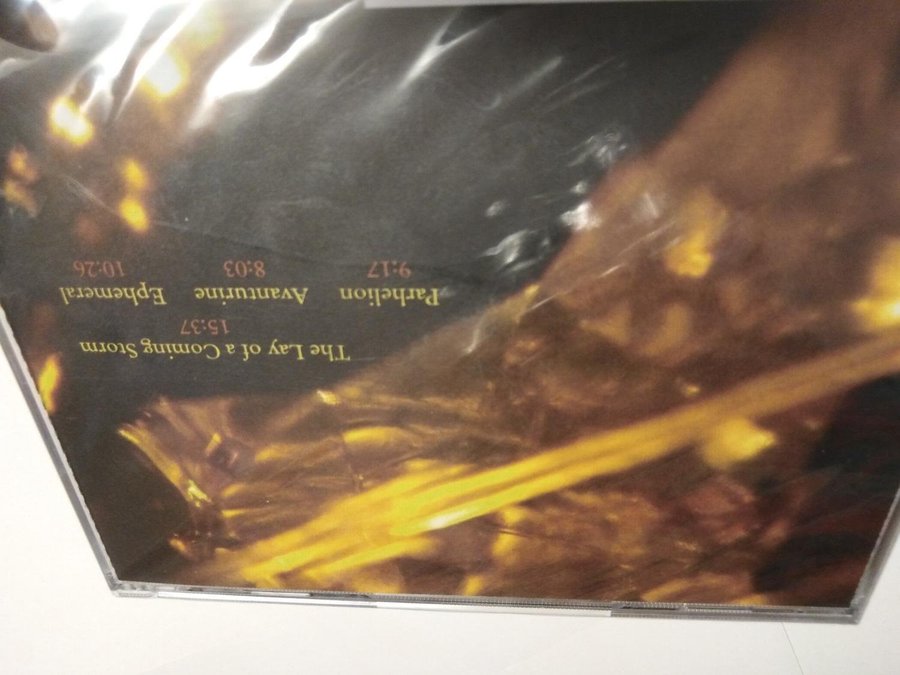 The Lay of a Coming Storm
15:37
Parhelion Avanturine Ephemeral
9:17 8:03 10:26